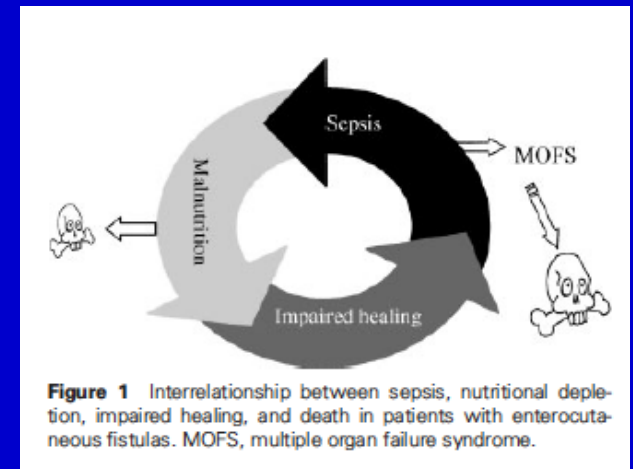 Sepsis
MOFS
Malnutrition
Impaired healing
Figure 1 Interrelationship between sepsis, nutritional deple-
tion, impaired healing, and death in patients with enterocuta-
neous fistulas. MOFS, multiple organ failure syndrome.